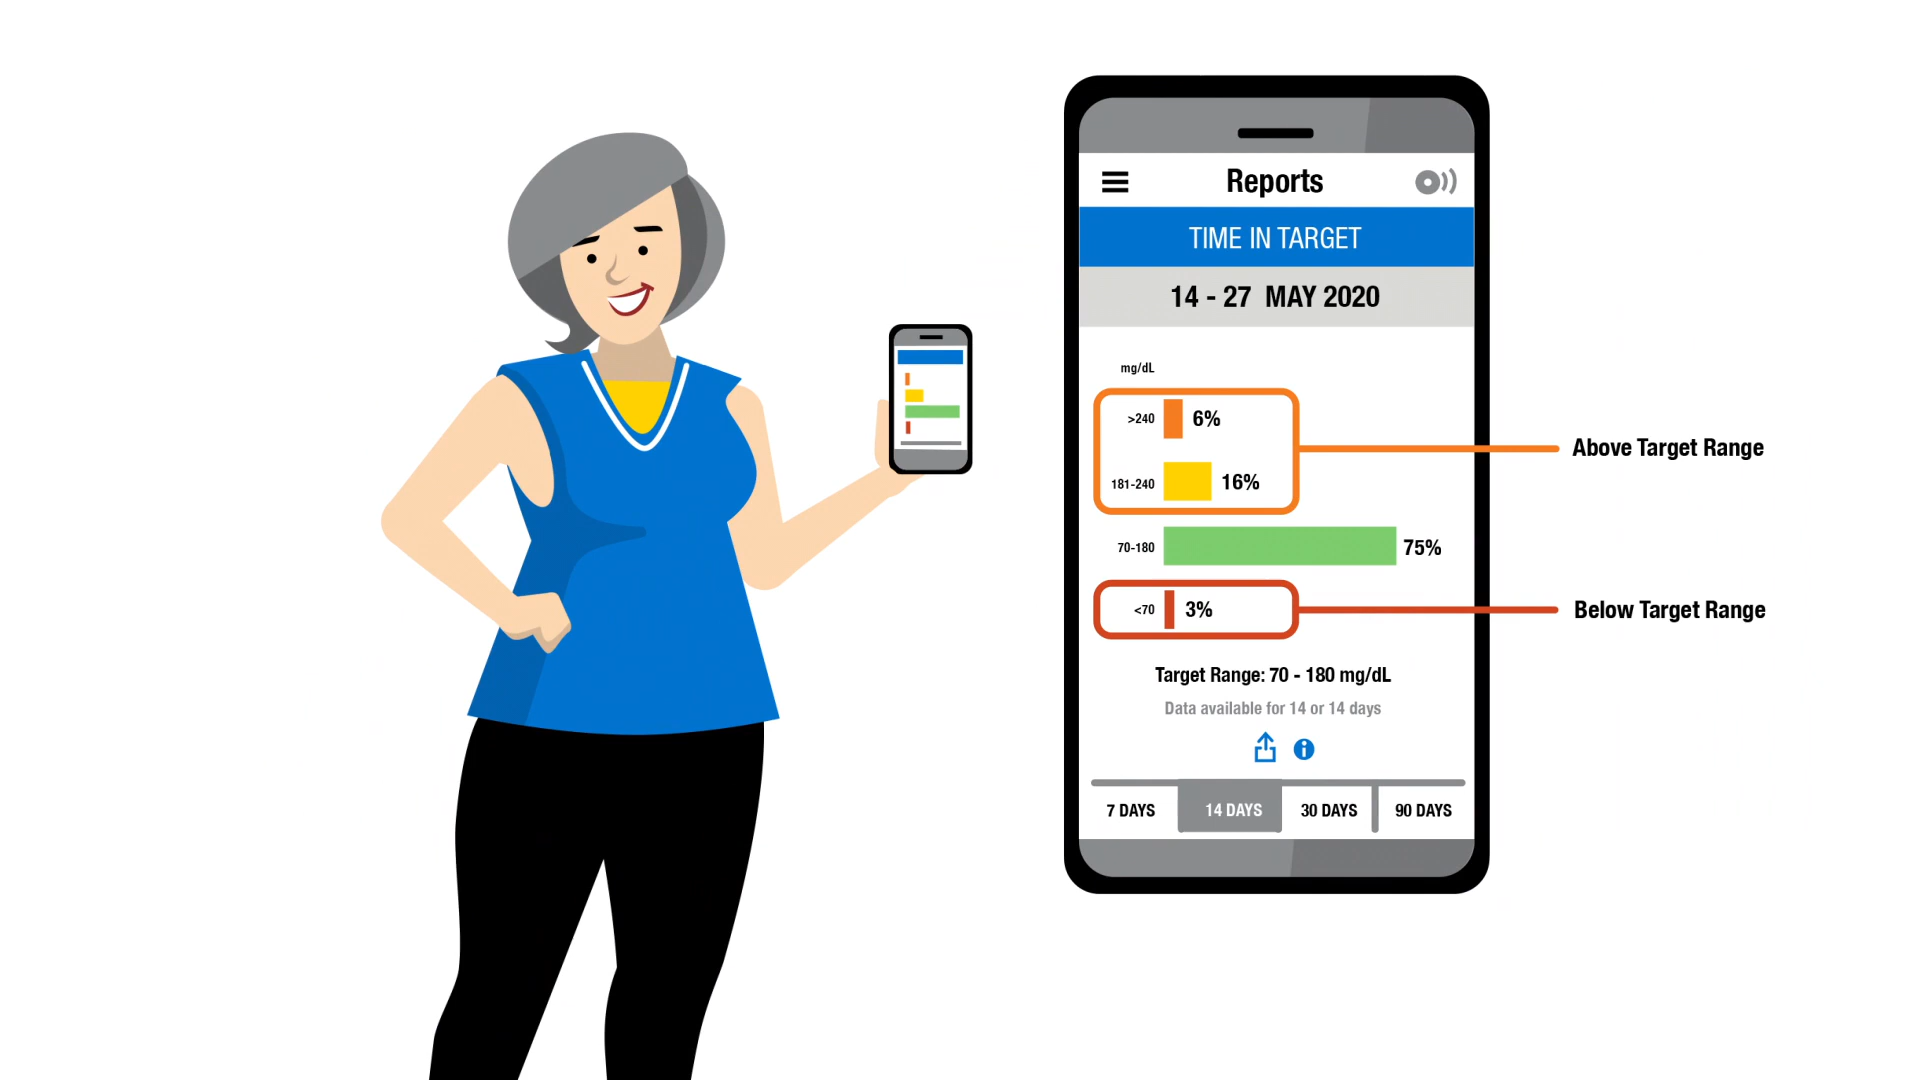 Reports
TIME IN TARGET
14 - 27 MAY 2020
mg/dL
>240 6%
181-240 16%
Above Target Range
70-180 75%
<70 3%
Below Target Range
Target Range: 70 - 180 mg/dL
Data available for 14 or 14 days
7 DAYS 14 DAYS 30 DAYS 90 DAYS